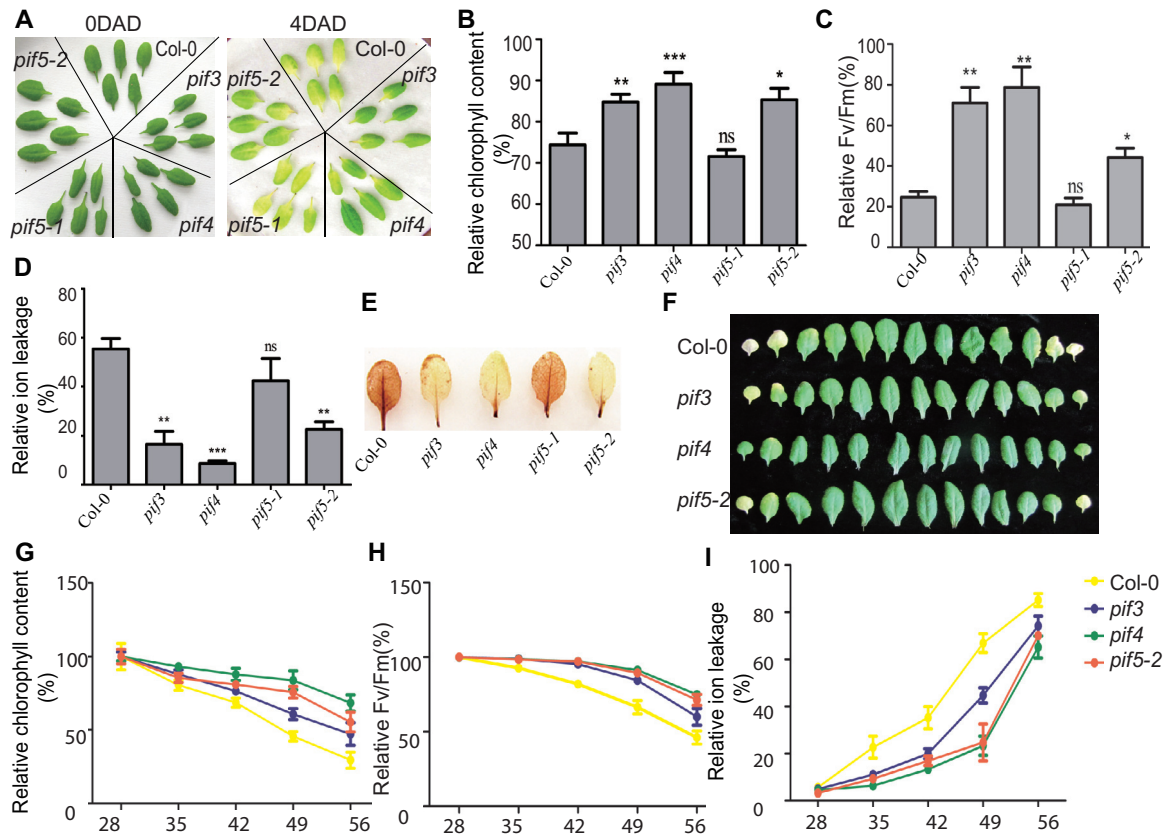 A
0DAD
4DAD
Col-0
pif3
pif4
pif5-1
pif5-2
Col-0
pif3
pif4
pif5-1
pif5-2
B
Relative chlorophyll content
(%)
100
90
80
70
60
50
**
***
ns
*
Col-0
pif3
pif4
pif5-1
pif5-2
C
Relative Fv/Fm(%)
100
80
60
40
20
0
**
**
ns
*
Col-0
pif3
pif4
pif5-1
pif5-2
D
Relative ion leakage
(%)
80
60
40
20
0
**
***
ns
**
Col-0
pif3
pif4
pif5-1
pif5-2
E
Col-0
pif3
pif4
pif5-1
pif5-2
F
Col-0
pif3
pif4
pif5-2
G
Relative chlorophyll content
(%)
150
100
50
0
28 35 42 49 56
H
Relative Fv/Fm(%)
150
100
50
0
28 35 42 49 56
I
Relative ion leakage
(%)
100
80
60
40
20
0
28 35 42 49 56
Col-0
pif3
pif4
pif5-2